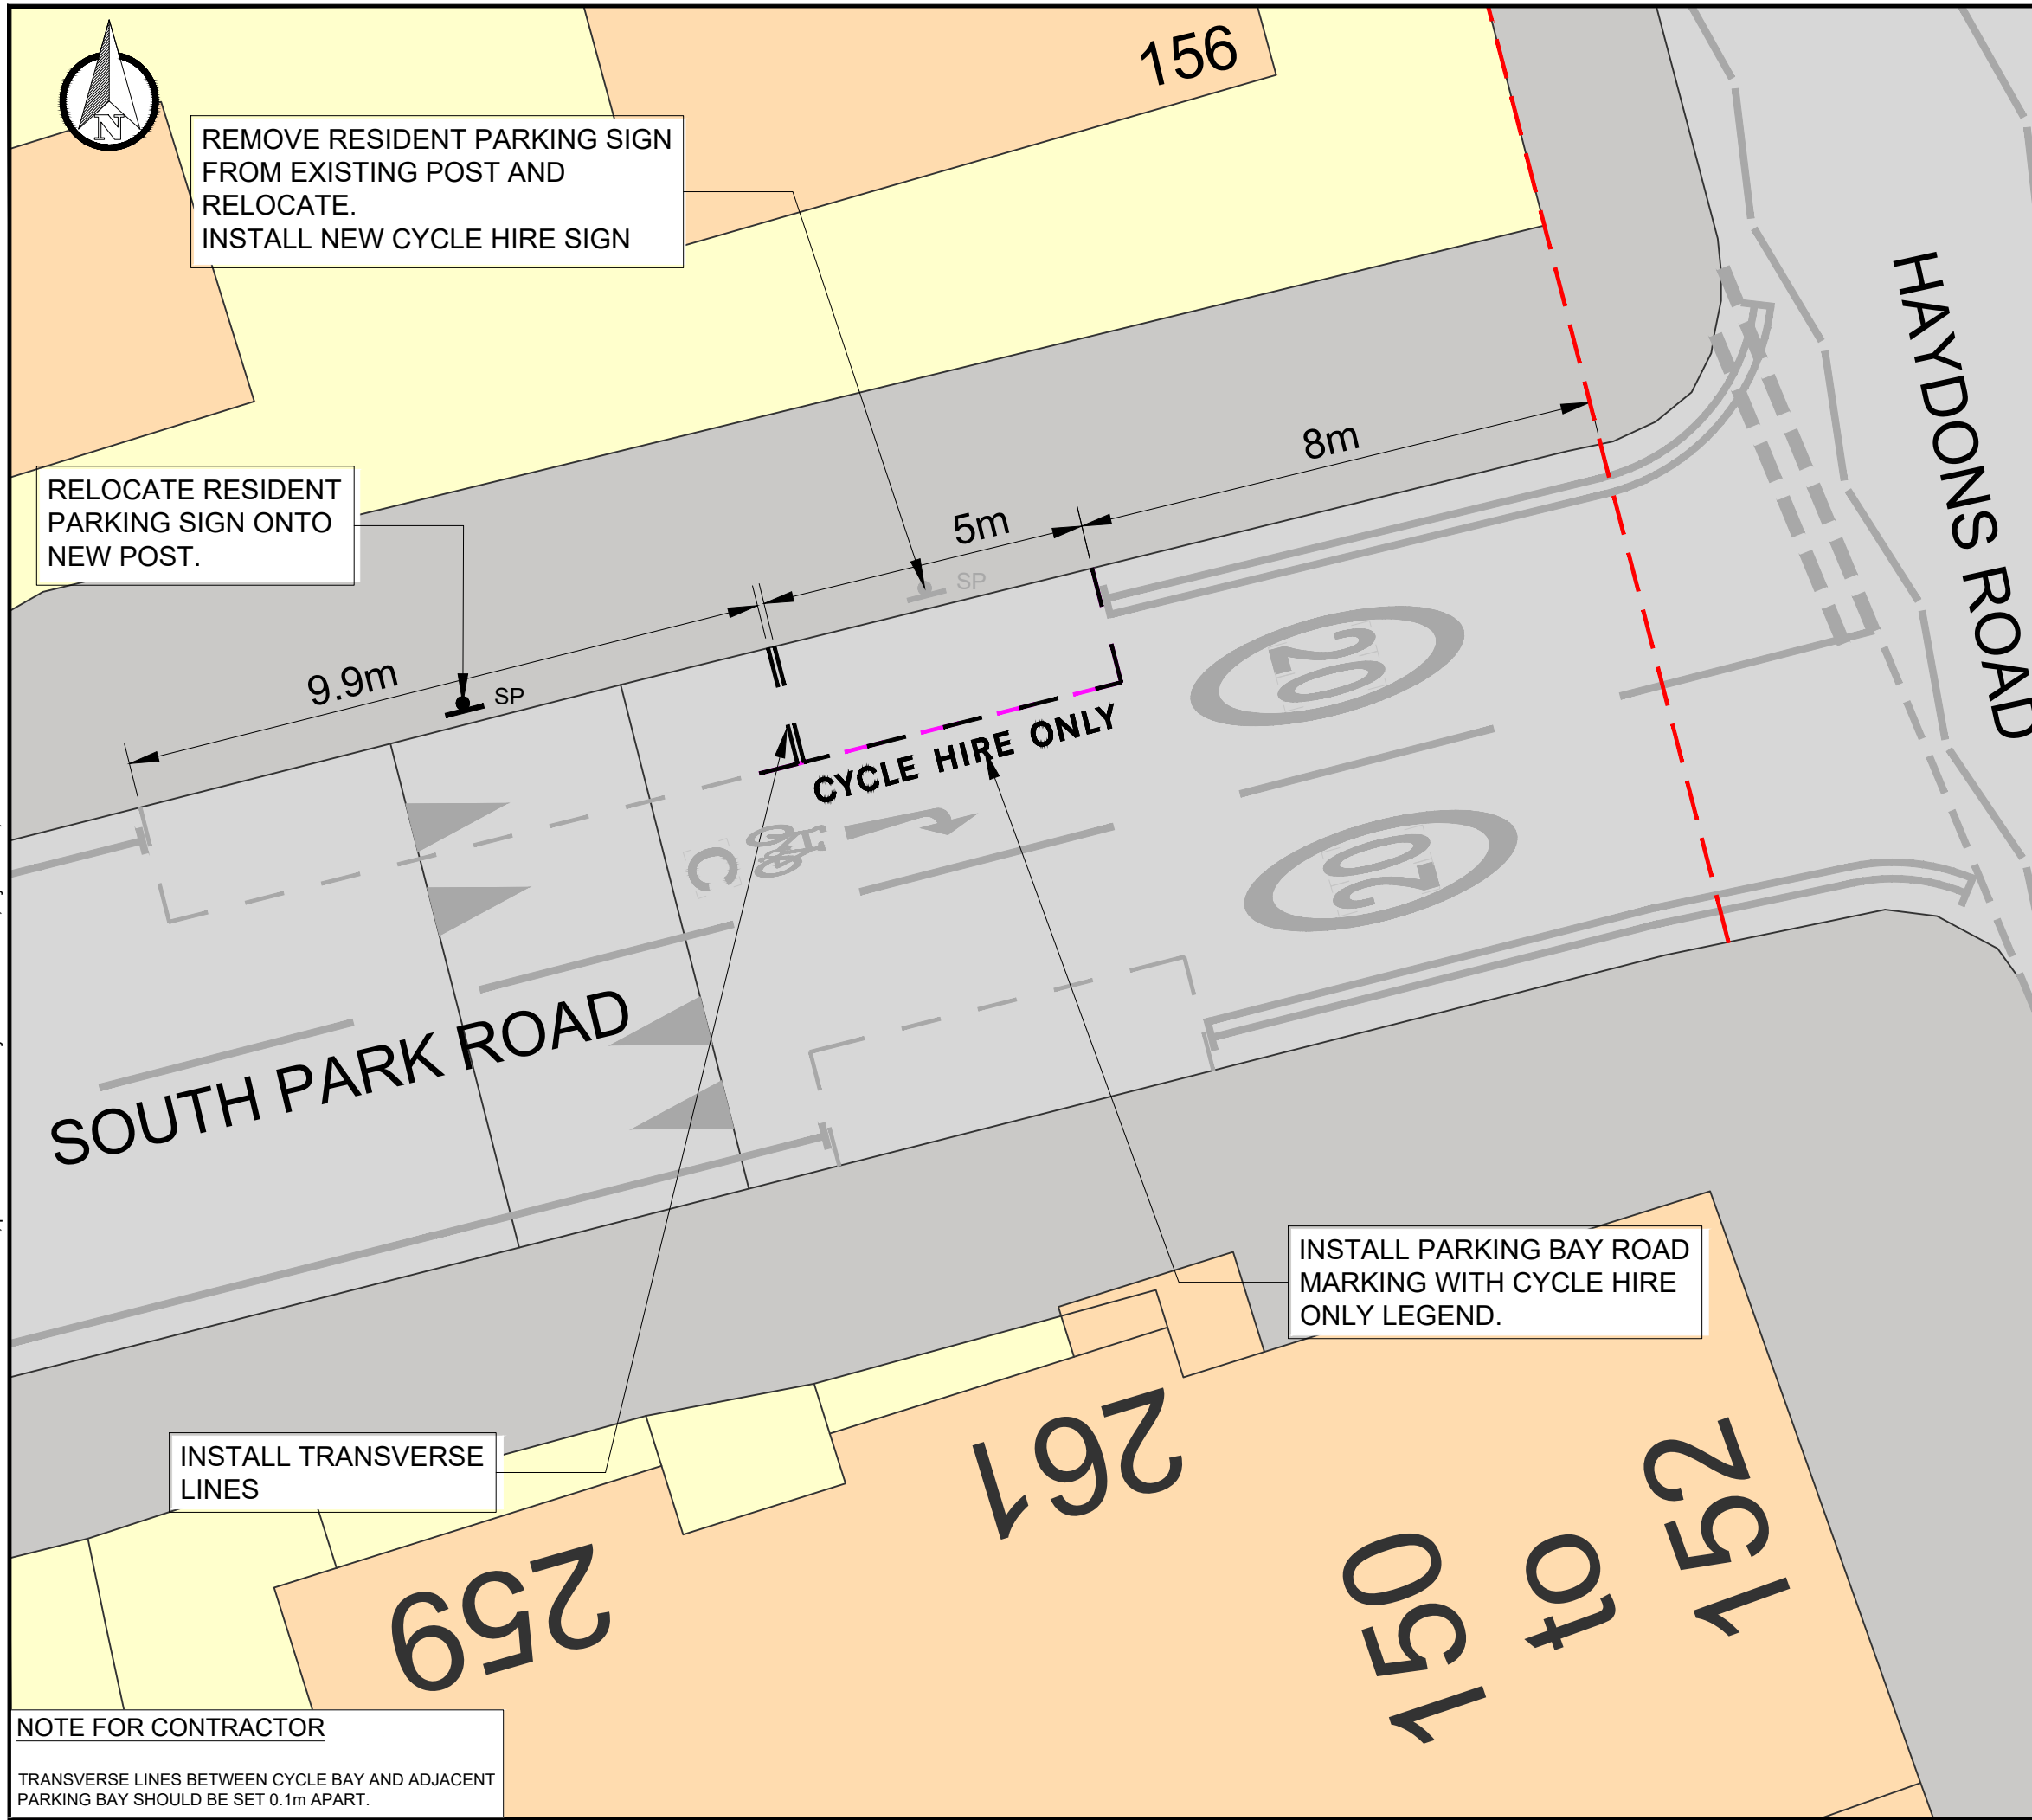 156
N
REMOVE RESIDENT PARKING SIGN
FROM EXISTING POST AND
RELOCATE.
INSTALL NEW CYCLE HIRE SIGN
HAYDONS ROAD
8m
RELOCATE RESIDENT
PARKING SIGN ONTO
NEW POST.
5m
SP
20
9.9m
SP
CYCLE HIRE ONLY
C
20
SOUTH PARK ROAD
INSTALL PARKING BAY ROAD
MARKING WITH CYCLE HIRE
ONLY LEGEND.
INSTALL TRANSVERSE
LINES
261
259
150
to
152
NOTE FOR CONTRACTOR
TRANSVERSE LINES BETWEEN CYCLE BAY AND ADJACENT
PARKING BAY SHOULD BE SET 0.1m APART.